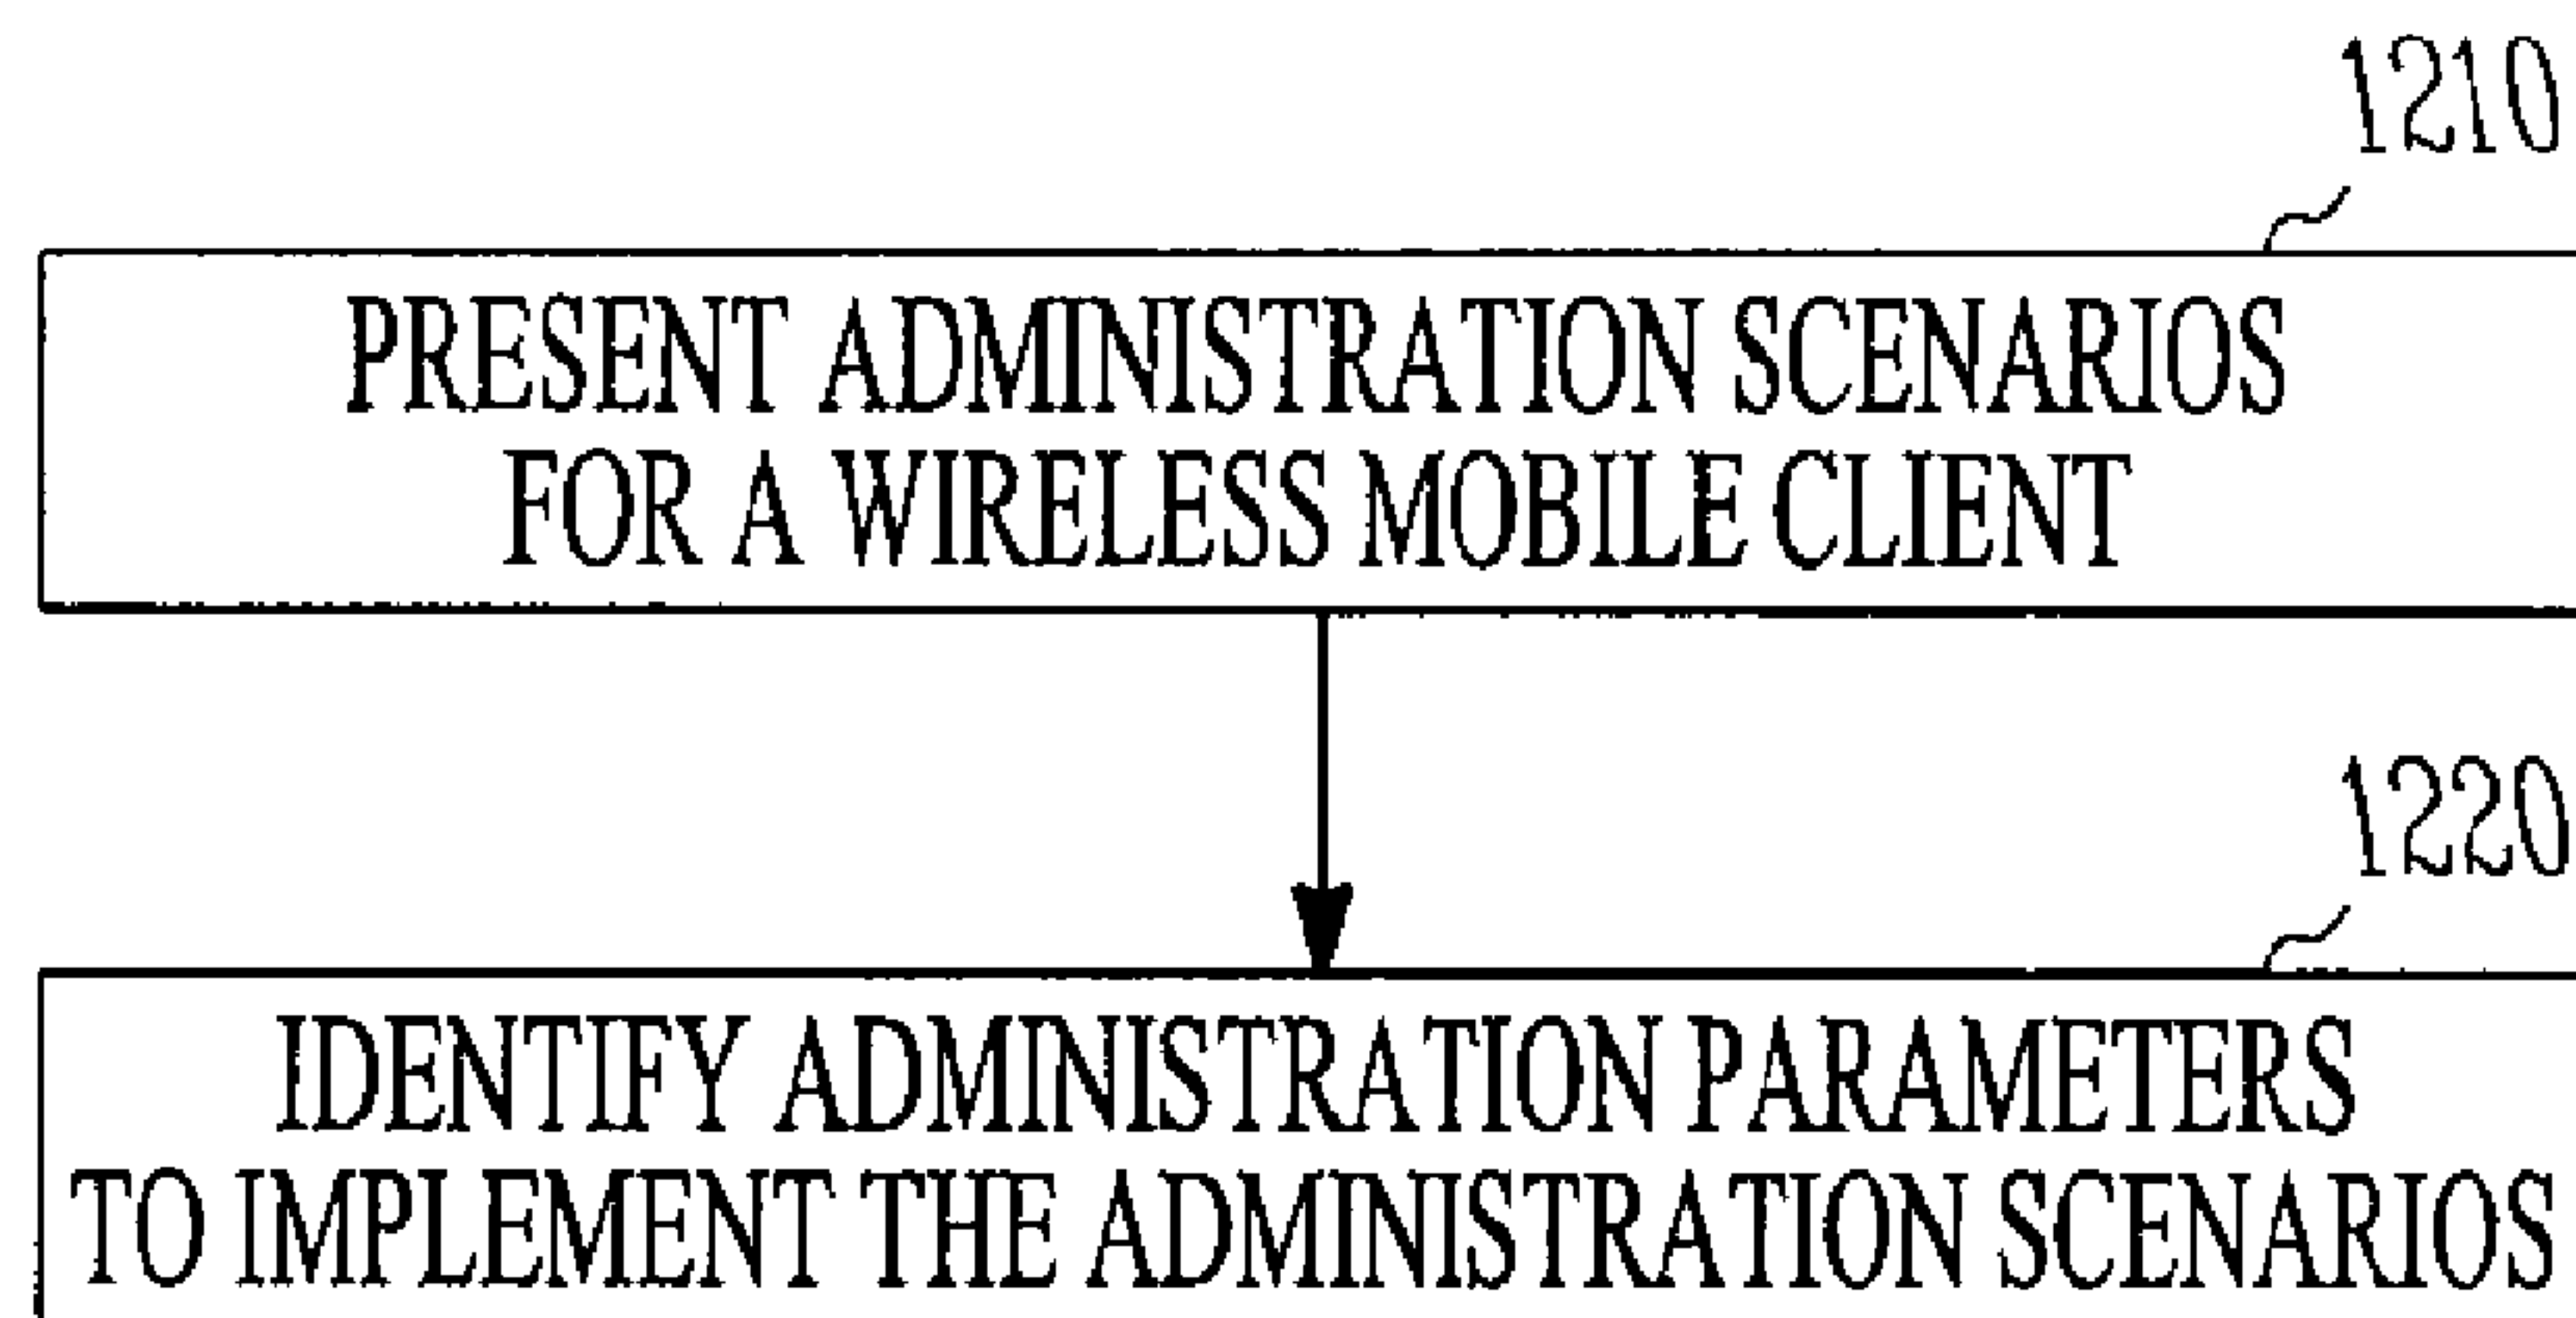 1210
PRESENT ADMINISTRATION SCENARIOS
FOR A WIRELESS MOBILE CLIENT
1220
IDENTIFY ADMINISTRATION PARAMETERS
TO IMPLEMENT THE ADMINISTRATION SCENARIOS